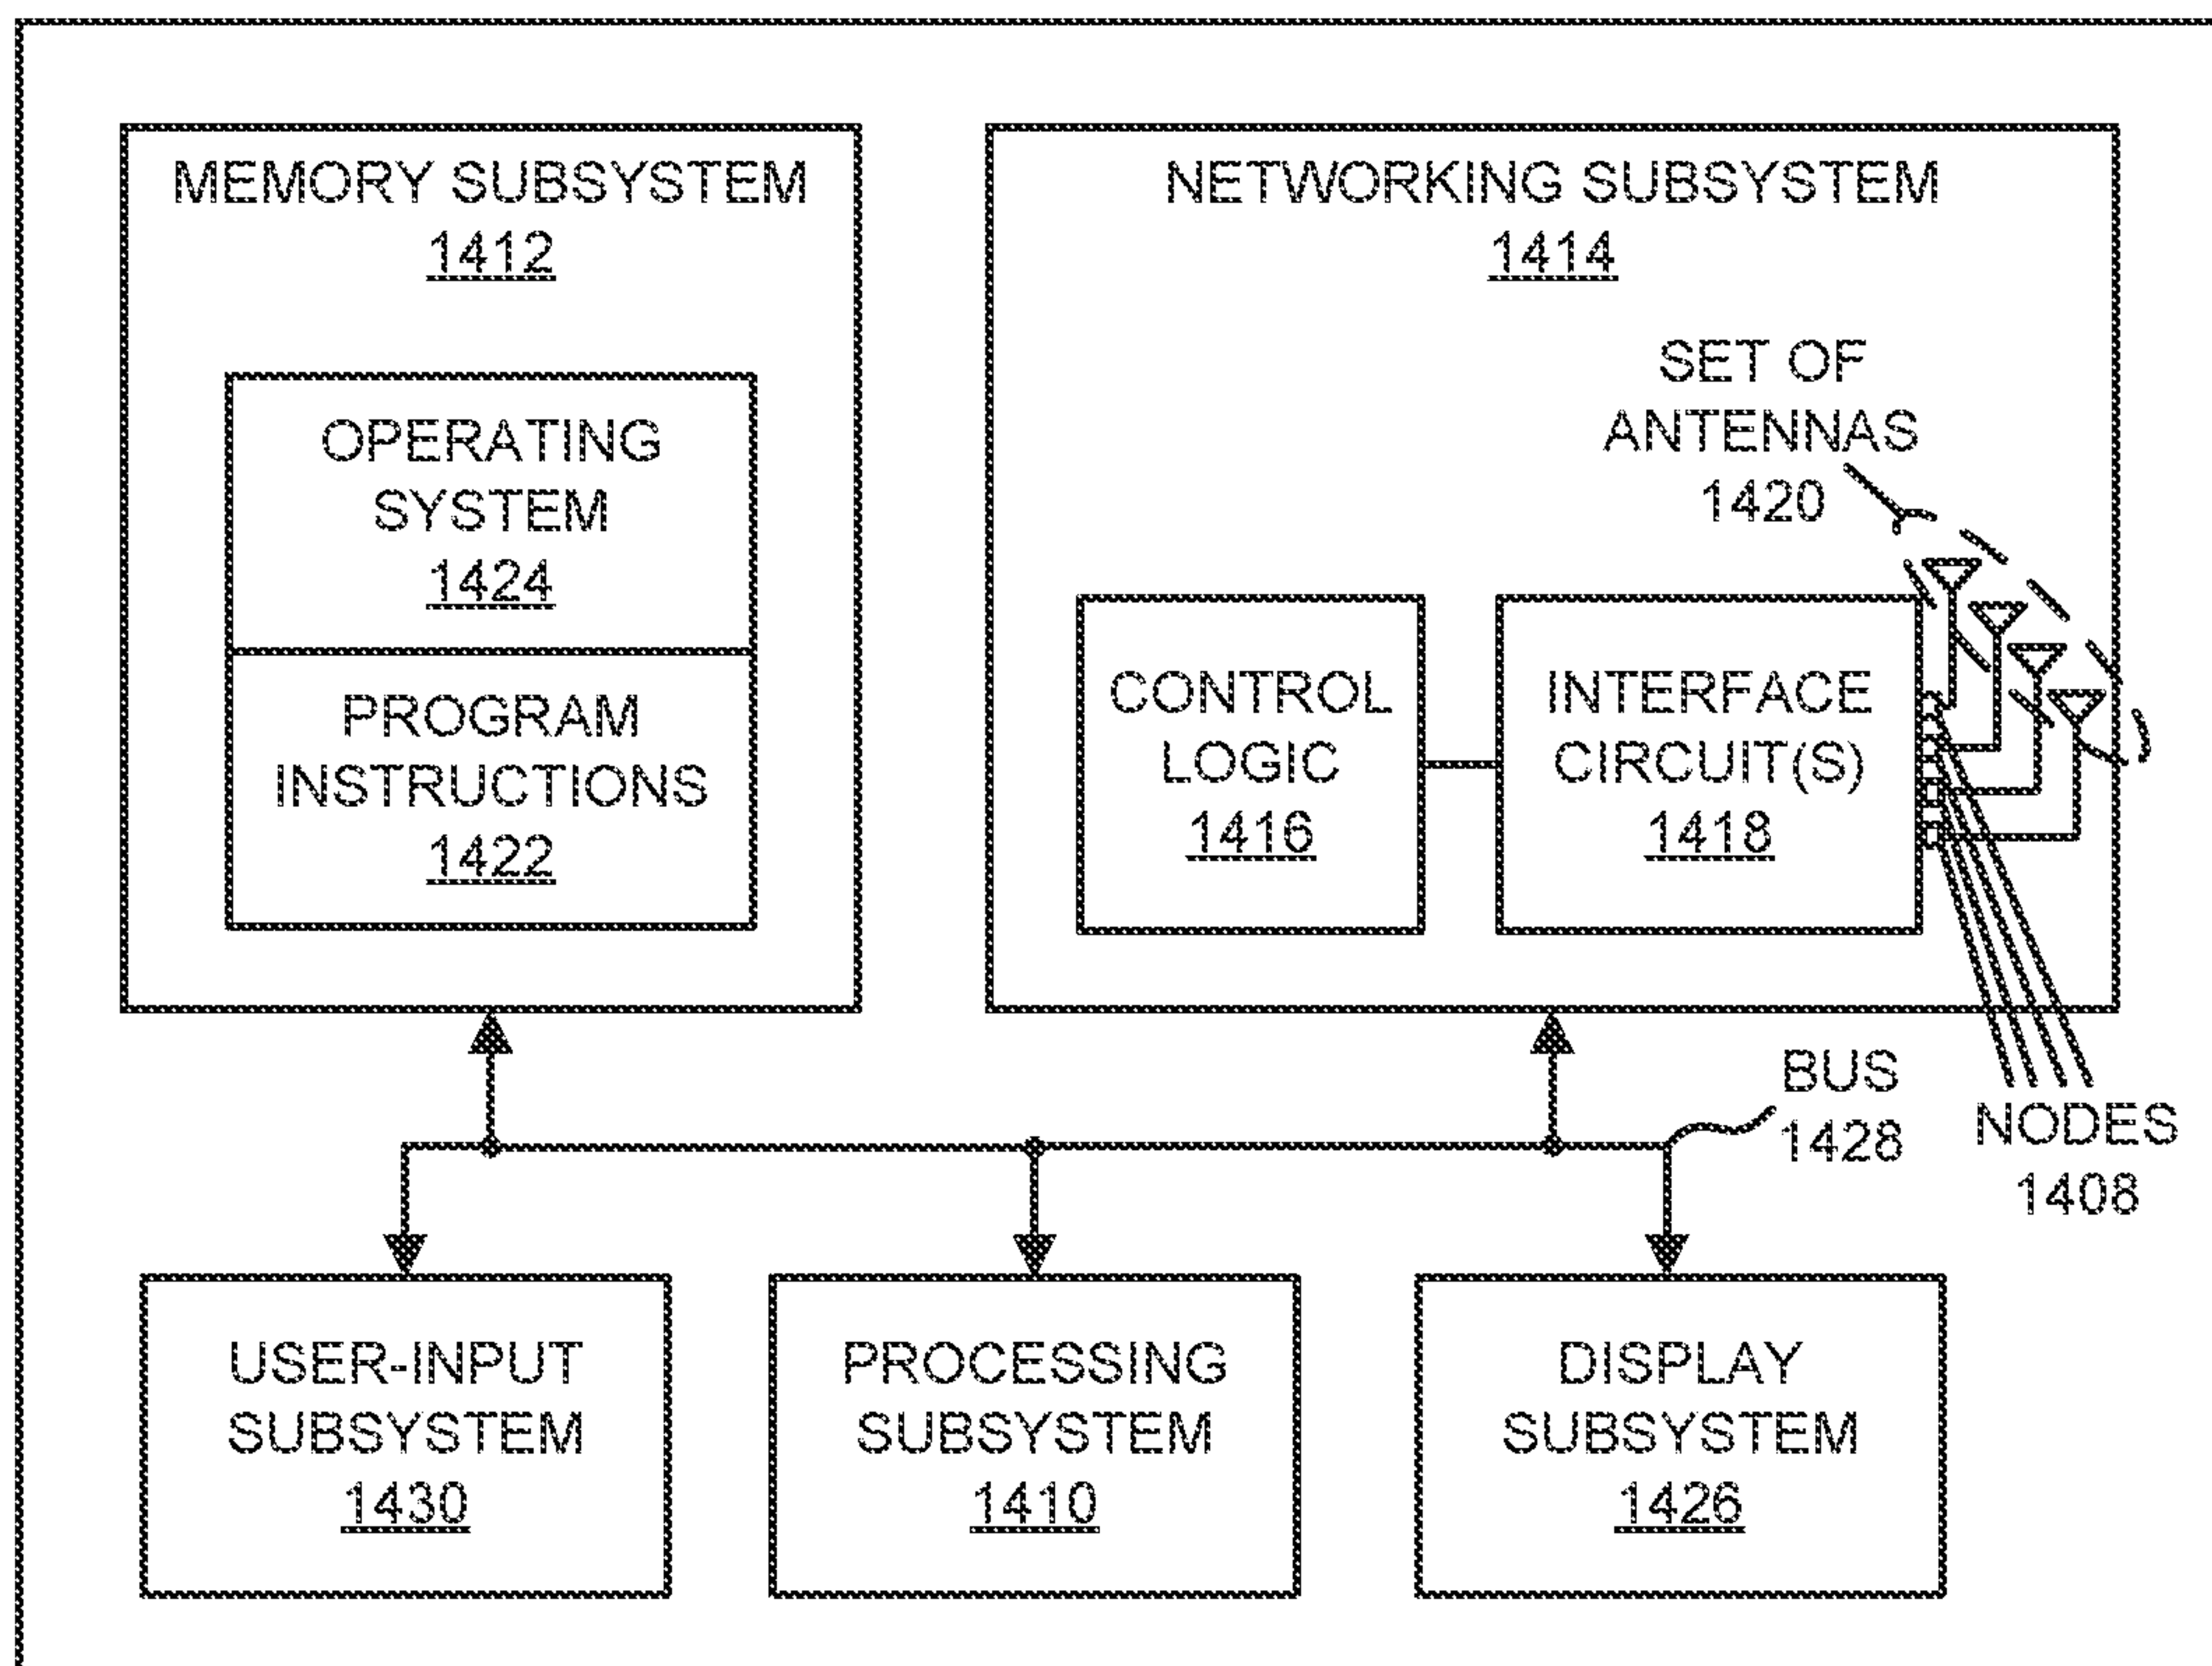 MEMORY SUBSYSTEM
1412
OPERATING
SYSTEM
1424
PROGRAM
INSTRUCTIONS
1422
NETWORKING SUBSYSTEM
1414
SET OF
ANTENNAS
1420
CONTROL
LOGIC
1416
INTERFACE
CIRCUIT(S)
1418
BUS
1428
NODES
1408
USER-INPUT
SUBSYSTEM
1430
PROCESSING
SUBSYSTEM
1410
DISPLAY
SUBSYSTEM
1426